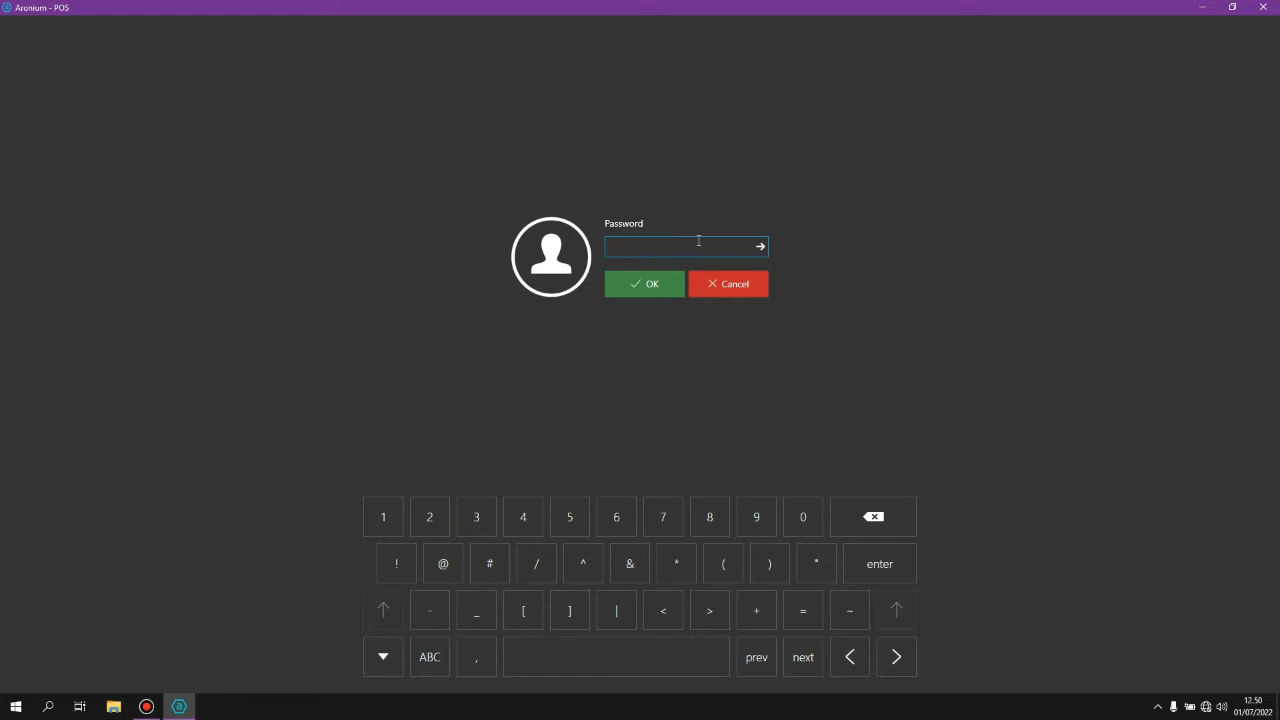 Aronium - POS
Password
OK Cancel
1 2 3 4 5 6 7 8 9 0
! @ # / ^ & * ( ) " enter
- _ [ ] | < > + = ~
ABC , prev next
12.50
01/07/2022